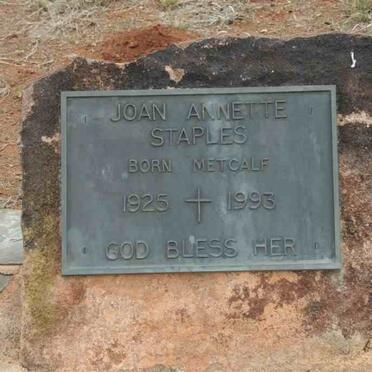 JOAN ANNETTE
STAPLES
BORN METCALF
1925 1993
GOD BLESS HER